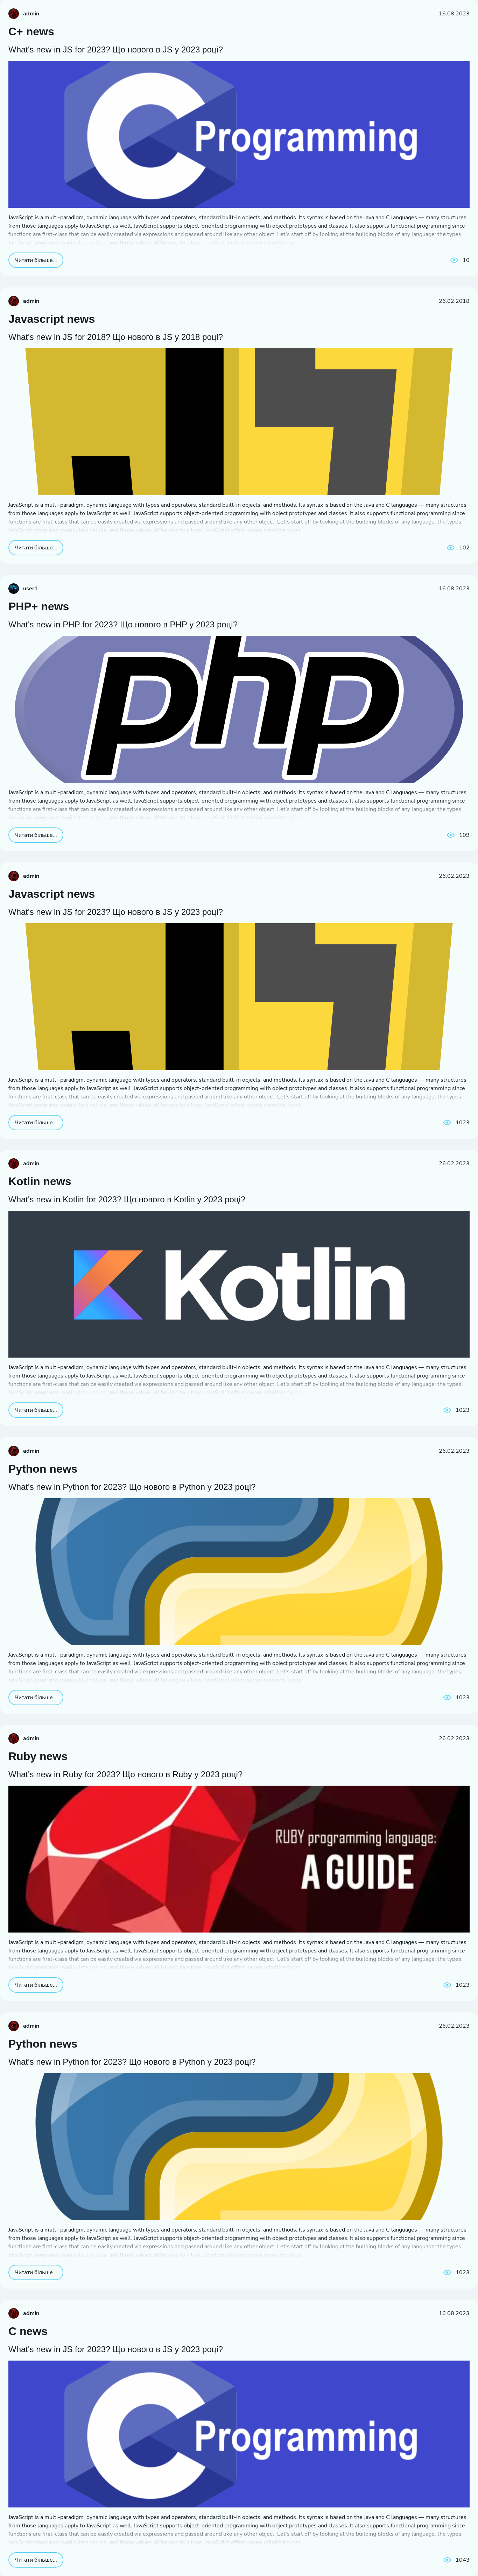 admin 16.08.2023
C+ news
What's new in JS for 2023? Що нового в JS у 2023 році?
C Programming
JavaScript is a multi-paradigm, dynamic language with types and operators, standard built-in objects, and methods. Its syntax is based on the Java and C languages — many structures
from those languages apply to JavaScript as well. JavaScript supports object-oriented programming with object prototypes and classes. It also supports functional programming since
functions are first-class that can be easily created via expressions and passed around like any other object. Let's start off by looking at the building blocks of any language: the types.
Читати більше... 10
admin 26.02.2018
Javascript news
What's new in JS for 2018? Що нового в JS у 2018 році?
JavaScript is a multi-paradigm, dynamic language with types and operators, standard built-in objects, and methods. Its syntax is based on the Java and C languages — many structures
from those languages apply to JavaScript as well. JavaScript supports object-oriented programming with object prototypes and classes. It also supports functional programming since
functions are first-class that can be easily created via expressions and passed around like any other object. Let's start off by looking at the building blocks of any language: the types.
Читати більше... 102
user1 16.08.2023
PHP+ news
What's new in PHP for 2023? Що нового в PHP у 2023 році?
php
JavaScript is a multi-paradigm, dynamic language with types and operators, standard built-in objects, and methods. Its syntax is based on the Java and C languages — many structures
from those languages apply to JavaScript as well. JavaScript supports object-oriented programming with object prototypes and classes. It also supports functional programming since
functions are first-class that can be easily created via expressions and passed around like any other object. Let's start off by looking at the building blocks of any language: the types.
Читати більше... 109
admin 26.02.2023
Javascript news
What's new in JS for 2023? Що нового в JS у 2023 році?
JavaScript is a multi-paradigm, dynamic language with types and operators, standard built-in objects, and methods. Its syntax is based on the Java and C languages — many structures
from those languages apply to JavaScript as well. JavaScript supports object-oriented programming with object prototypes and classes. It also supports functional programming since
functions are first-class that can be easily created via expressions and passed around like any other object. Let's start off by looking at the building blocks of any language: the types.
Читати більше... 1023
admin 26.02.2023
Kotlin news
What's new in Kotlin for 2023? Що нового в Kotlin у 2023 році?
Kotlin
JavaScript is a multi-paradigm, dynamic language with types and operators, standard built-in objects, and methods. Its syntax is based on the Java and C languages — many structures
from those languages apply to JavaScript as well. JavaScript supports object-oriented programming with object prototypes and classes. It also supports functional programming since
functions are first-class that can be easily created via expressions and passed around like any other object. Let's start off by looking at the building blocks of any language: the types.
Читати більше... 1023
admin 26.02.2023
Python news
What's new in Python for 2023? Що нового в Python у 2023 році?
JavaScript is a multi-paradigm, dynamic language with types and operators, standard built-in objects, and methods. Its syntax is based on the Java and C languages — many structures
from those languages apply to JavaScript as well. JavaScript supports object-oriented programming with object prototypes and classes. It also supports functional programming since
functions are first-class that can be easily created via expressions and passed around like any other object. Let's start off by looking at the building blocks of any language: the types.
Читати більше... 1023
admin 26.02.2023
Ruby news
What's new in Ruby for 2023? Що нового в Ruby у 2023 році?
RUBY programming language:
A GUIDE
JavaScript is a multi-paradigm, dynamic language with types and operators, standard built-in objects, and methods. Its syntax is based on the Java and C languages — many structures
from those languages apply to JavaScript as well. JavaScript supports object-oriented programming with object prototypes and classes. It also supports functional programming since
functions are first-class that can be easily created via expressions and passed around like any other object. Let's start off by looking at the building blocks of any language: the types.
Читати більше... 1023
admin 26.02.2023
Python news
What's new in Python for 2023? Що нового в Python у 2023 році?
JavaScript is a multi-paradigm, dynamic language with types and operators, standard built-in objects, and methods. Its syntax is based on the Java and C languages — many structures
from those languages apply to JavaScript as well. JavaScript supports object-oriented programming with object prototypes and classes. It also supports functional programming since
functions are first-class that can be easily created via expressions and passed around like any other object. Let's start off by looking at the building blocks of any language: the types.
Читати більше... 1023
admin 16.08.2023
C news
What's new in JS for 2023? Що нового в JS у 2023 році?
C Programming
JavaScript is a multi-paradigm, dynamic language with types and operators, standard built-in objects, and methods. Its syntax is based on the Java and C languages — many structures
from those languages apply to JavaScript as well. JavaScript supports object-oriented programming with object prototypes and classes. It also supports functional programming since
functions are first-class that can be easily created via expressions and passed around like any other object. Let's start off by looking at the building blocks of any language: the types.
Читати більше... 1043